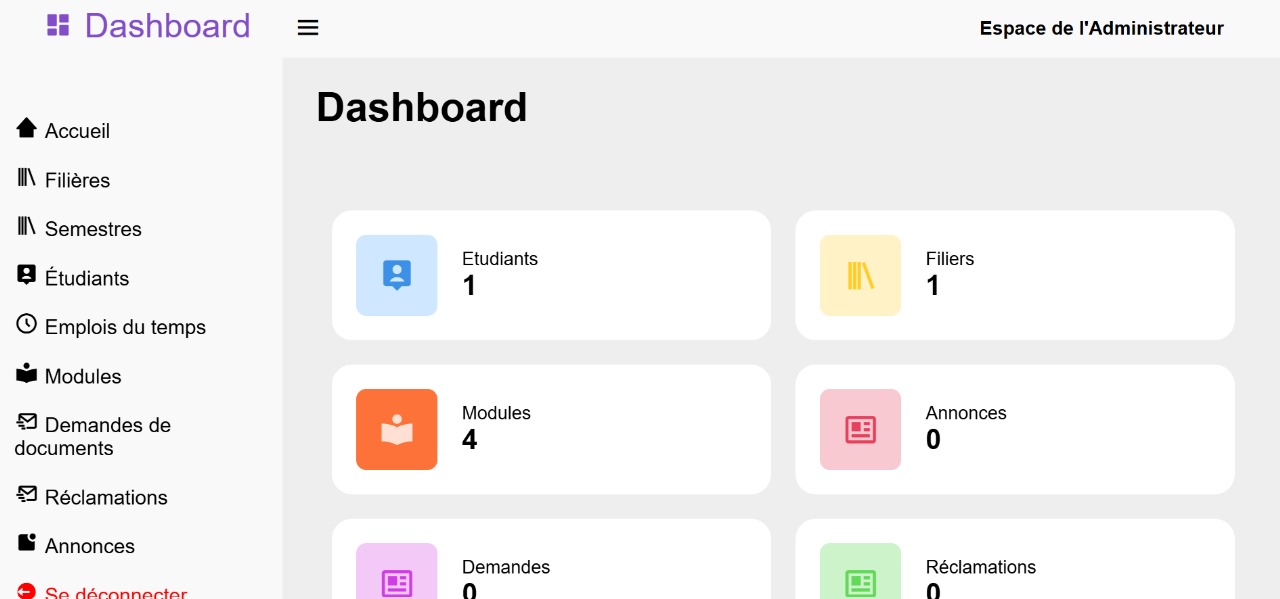 Dashboard
Espace de l'Administrateur
Accueil
Filières
Semestres
Étudiants
Emplois du temps
Modules
Demandes de
documents
Réclamations
Annonces
Se déconnecter
Dashboard
Etudiants
1
Filiers
1
Modules
4
Annonces
0
Demandes
0
Réclamations
0